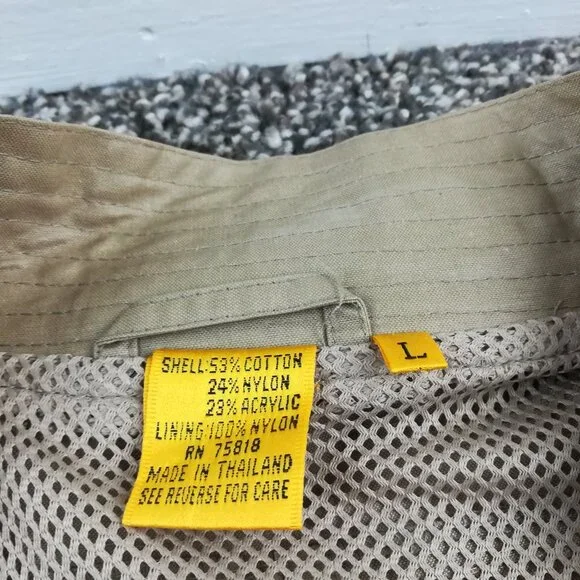 SHELL:53% COTTON
24% NYLON
23% ACRYLIC
LINING:100% NYLON
RN 75818
MADE IN THAILAND
SEE REVERSE FOR CARE
L